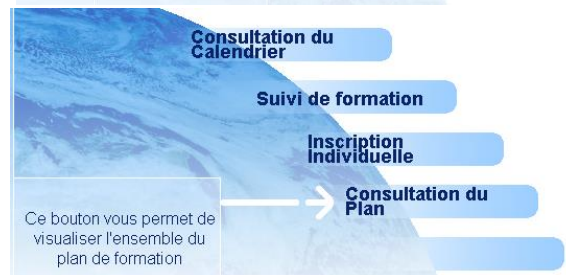 Consultation du
Calendrier
Suivi de formation
Inscription
Individuelle
Consultation du
Plan
Ce bouton vous permet de
visualiser l'ensemble du
plan de formation